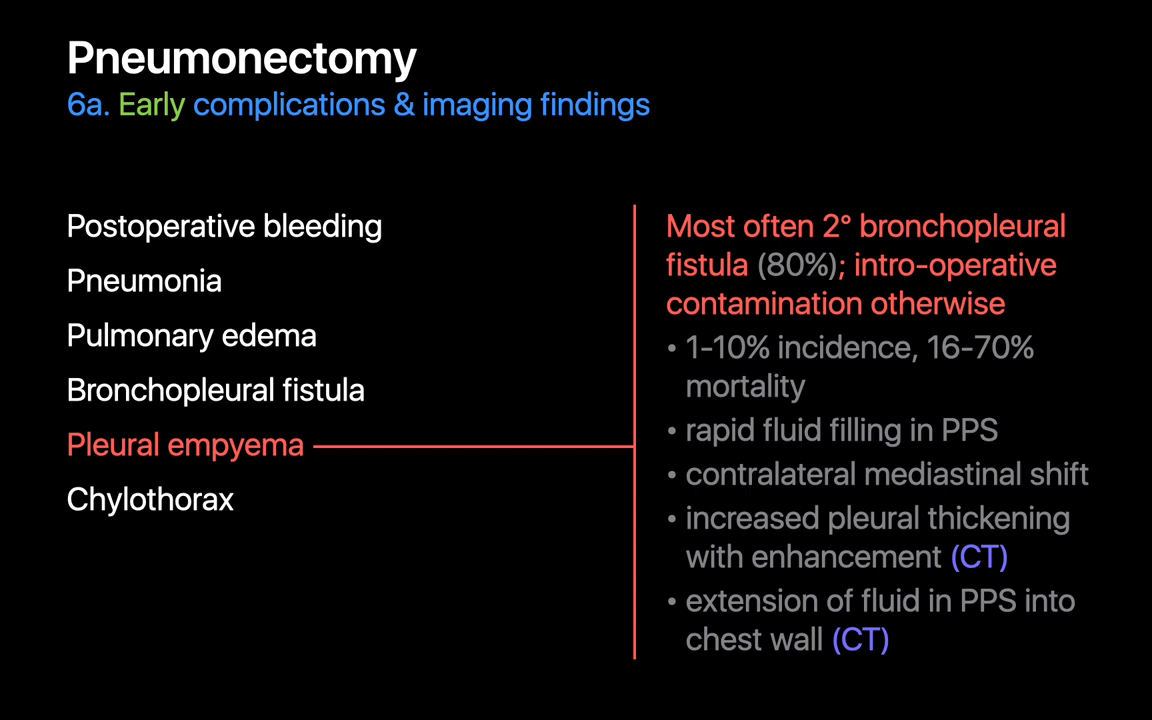 Pneumonectomy
6a. Early complications & imaging findings
Postoperative bleeding
Pneumonia
Pulmonary edema
Bronchopleural fistula
Pleural empyema
Chylothorax
Most often 2° bronchopleural
fistula (80%); intro-operative
contamination otherwise
• 1-10% incidence, 16-70%
mortality
• rapid fluid filling in PPS
• contralateral mediastinal shift
• increased pleural thickening
with enhancement (CT)
• extension of fluid in PPS into
chest wall (CT)